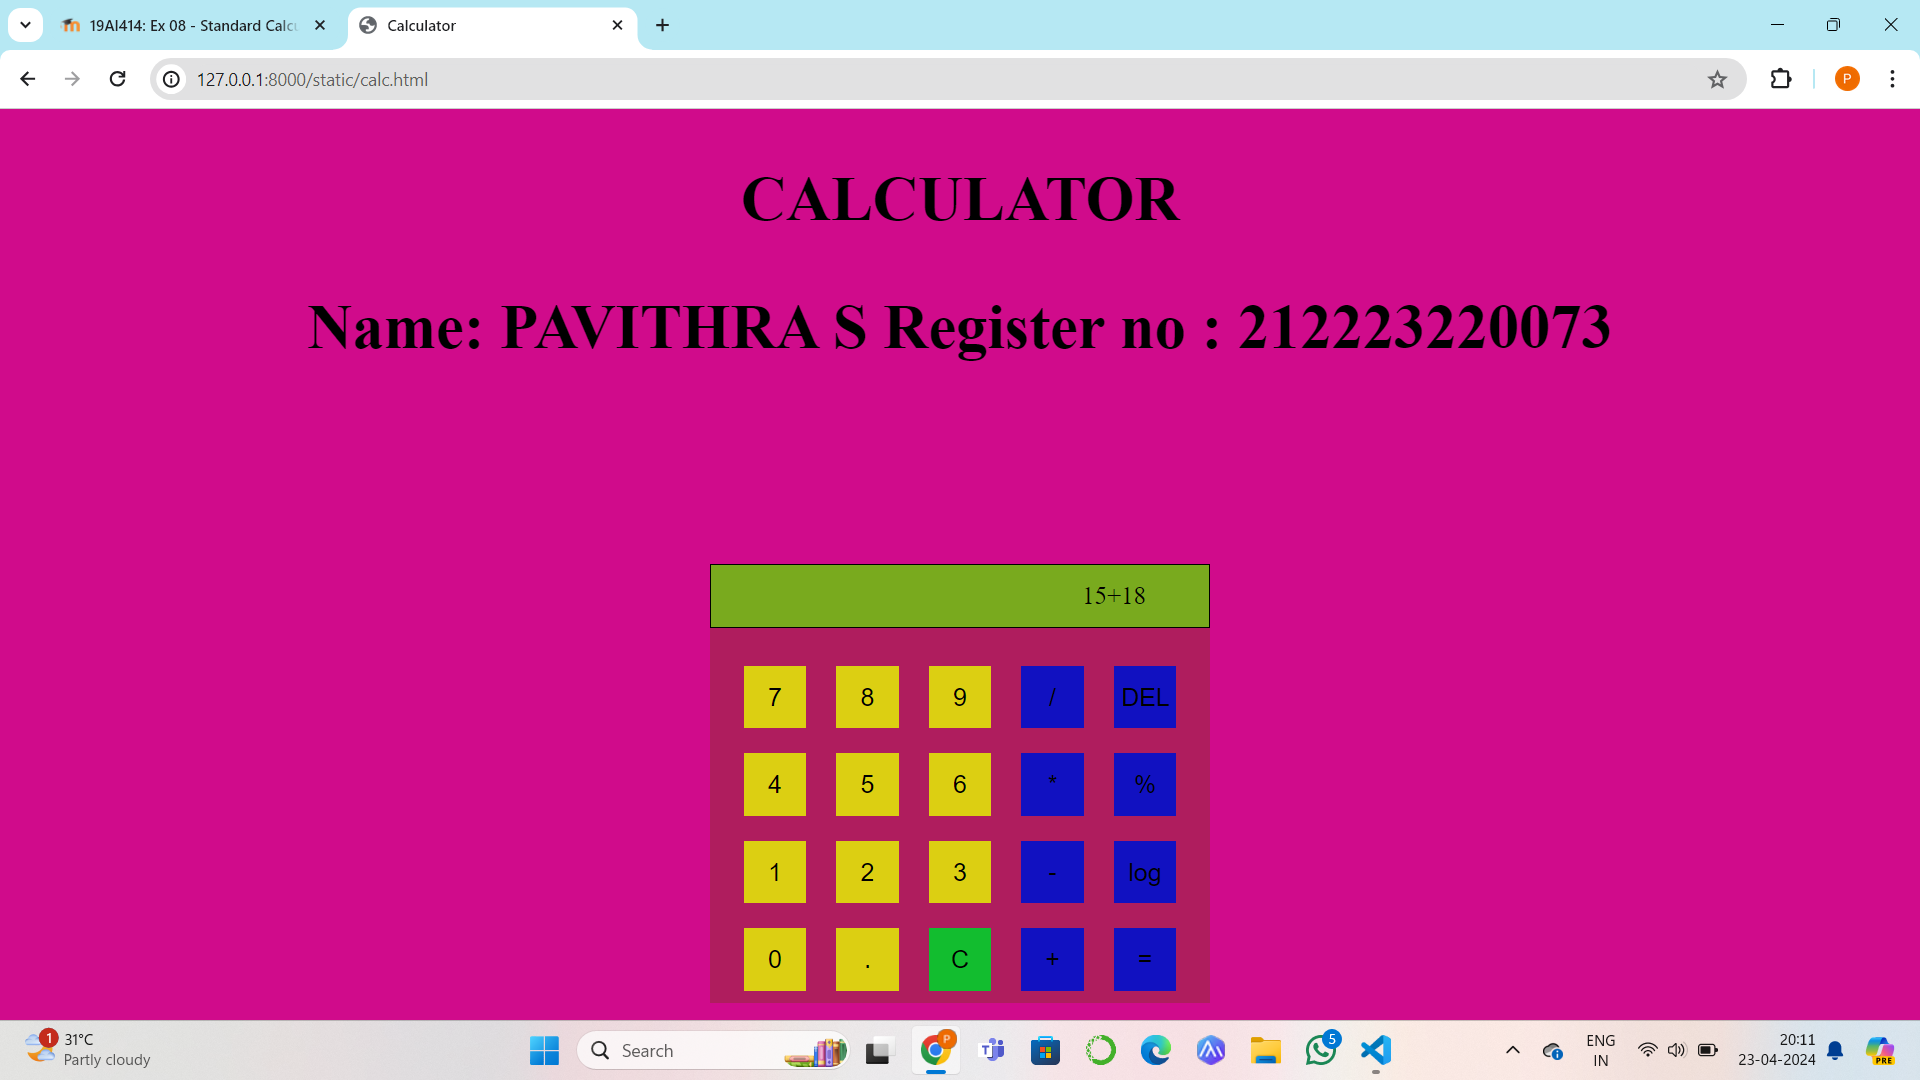 19AI414: Ex 08 - Standard Calc
Calculator
127.0.0.1:8000/static/calc.html
P
CALCULATOR
Name: PAVITHRA S Register no : 212223220073
15+18
7 8 9 / DEL
4 5 6 * %
1 2 3 - log
0 . C + =
1
31°C
Partly cloudy
Search
P
5
ENG
IN
20:11
23-04-2024
PRE